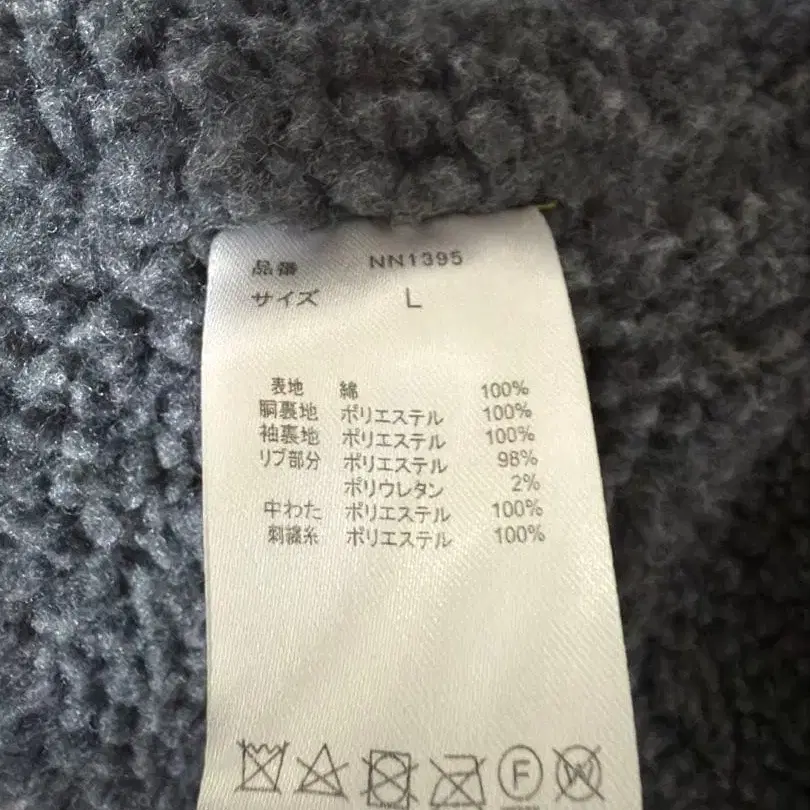 品番 NN1395
サイズ L
表地 綿 100%
胴裏地 ポリエステル 100%
袖裏地 ポリエステル 100%
リブ部分 ポリエステル 98%
ポリウレタン 2%
中わた ポリエステル 100%
刺繍糸 ポリエステル 100%
F W